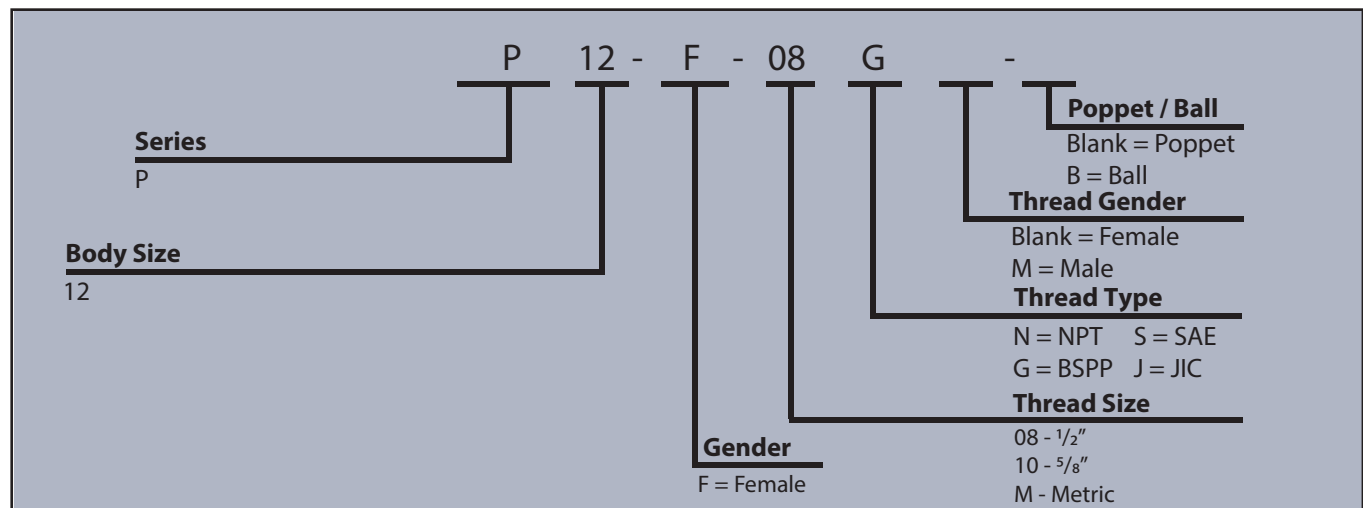 P 12 - F - 08 G -
Poppet / Ball
Blank = Poppet
B = Ball
Series
P
Thread Gender
Blank = Female
M = Male
Body Size
12
Thread Type
N = NPT S = SAE
G = BSPP J = JIC
Thread Size
08 - 1/2"
10 - 5/8"
M - Metric
Gender
F = Female